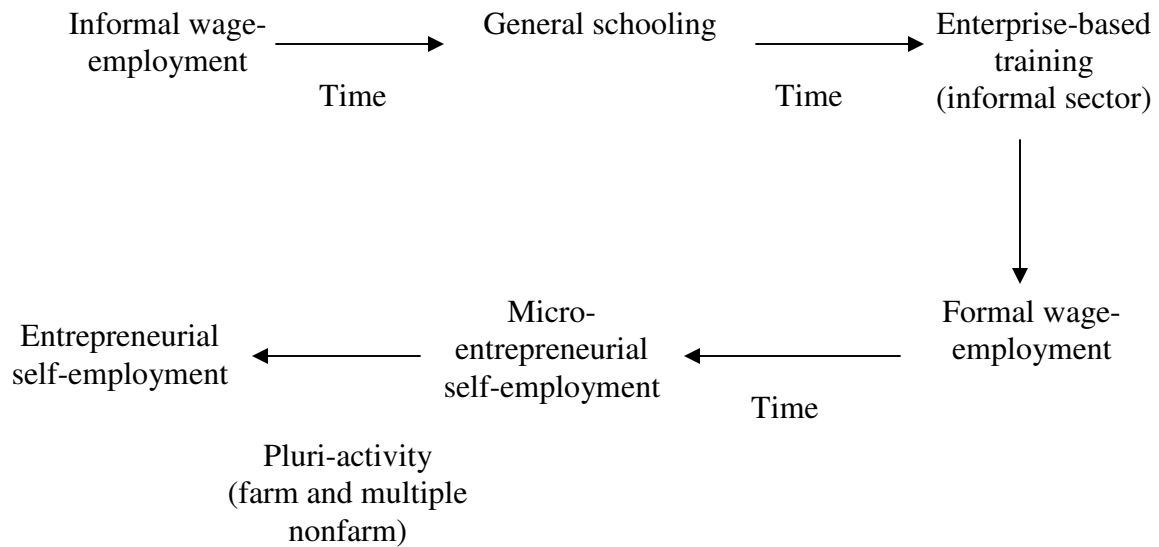 Informal wage-
employment
Time
General schooling
Time
Enterprise-based
training
(informal sector)
Formal wage-
employment
Time
Micro-
entrepreneurial
self-employment
Entrepreneurial
self-employment
Pluri-activity
(farm and multiple
nonfarm)